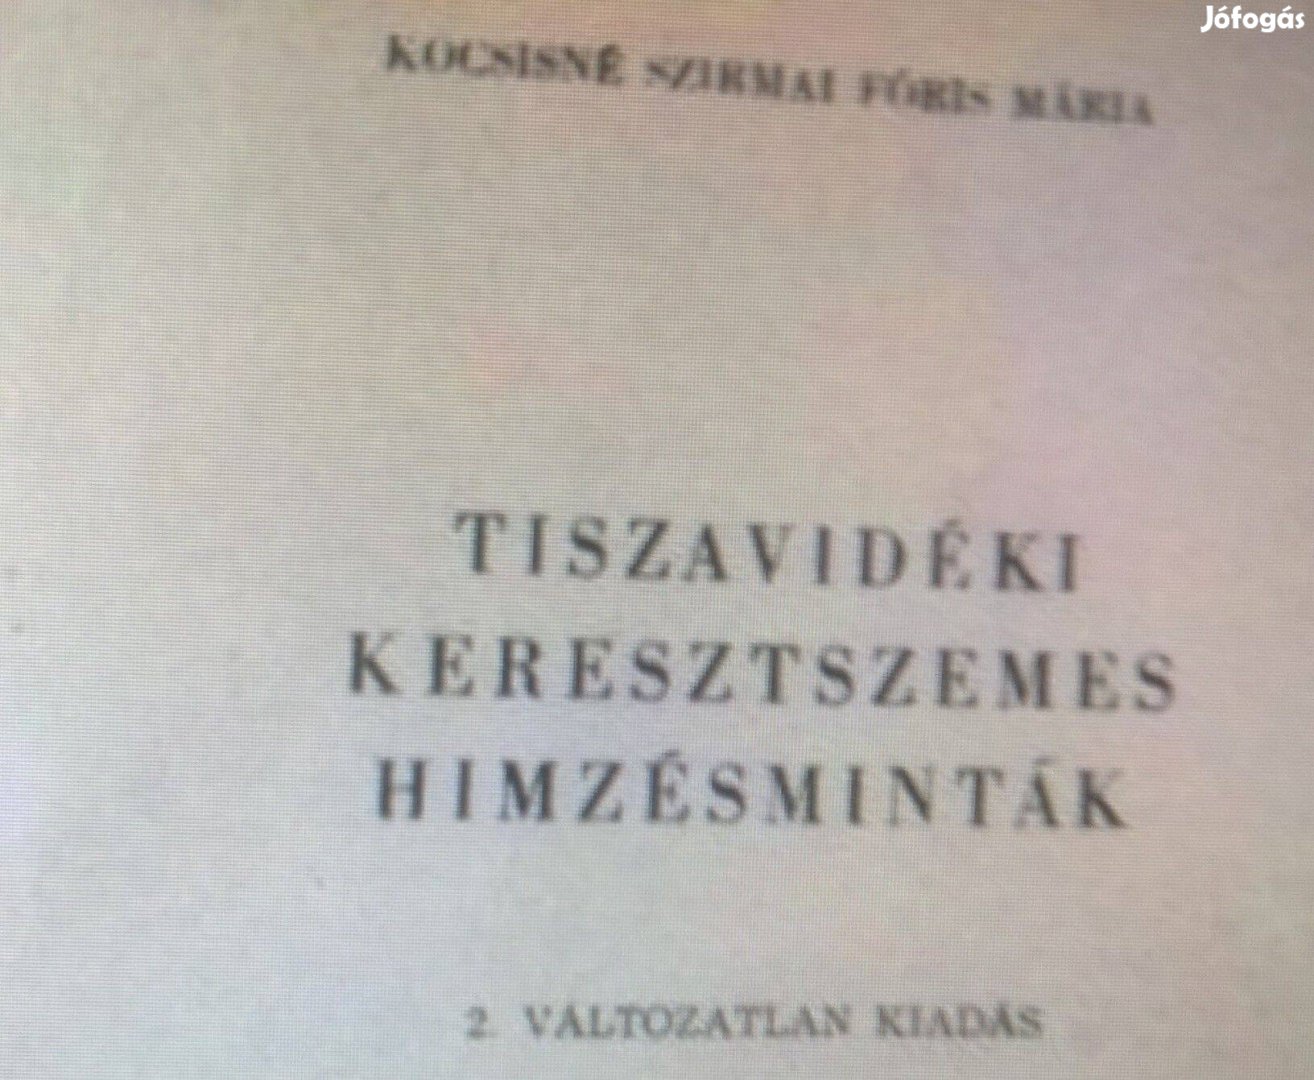 Jófogás
KOCSISNÉ SZIRMAI FÓRIS MÁRIA
TISZAVIDÉKI
KERESZTSZEMES
HIMZÉSMINTÁK
2. VÁLTOZATLAN KIADÁS